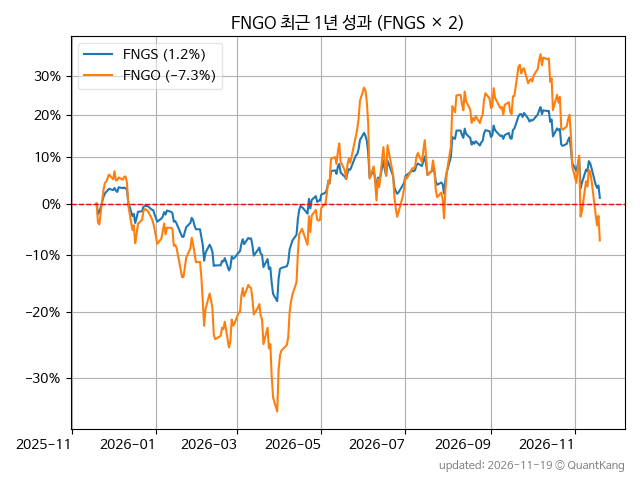 FNGO 최근 1년 성과 (FNGS × 2)
FNGS (1.2%)
FNGO (−7.3%)
30%
20%
10%
0%
−10%
−20%
−30%
2025-11 2026-01 2026-03 2026-05 2026-07 2026-09 2026-11
updated: 2026-11-19 © QuantKang